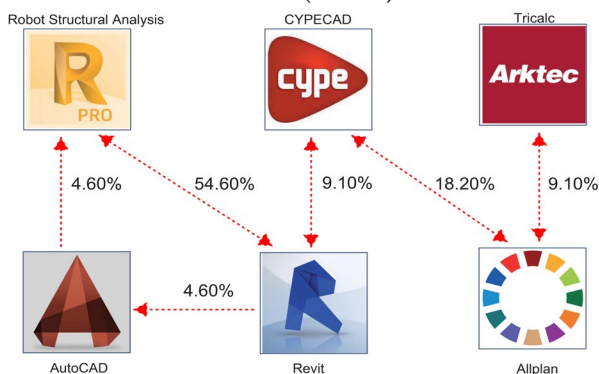 Robot Structural Analysis
CYPECAD
Tricalc
R
PRO
cype
Arktec
4.60%
54.60%
9.10%
18.20%
9.10%
4.60%
AutoCAD
Revit
Allplan